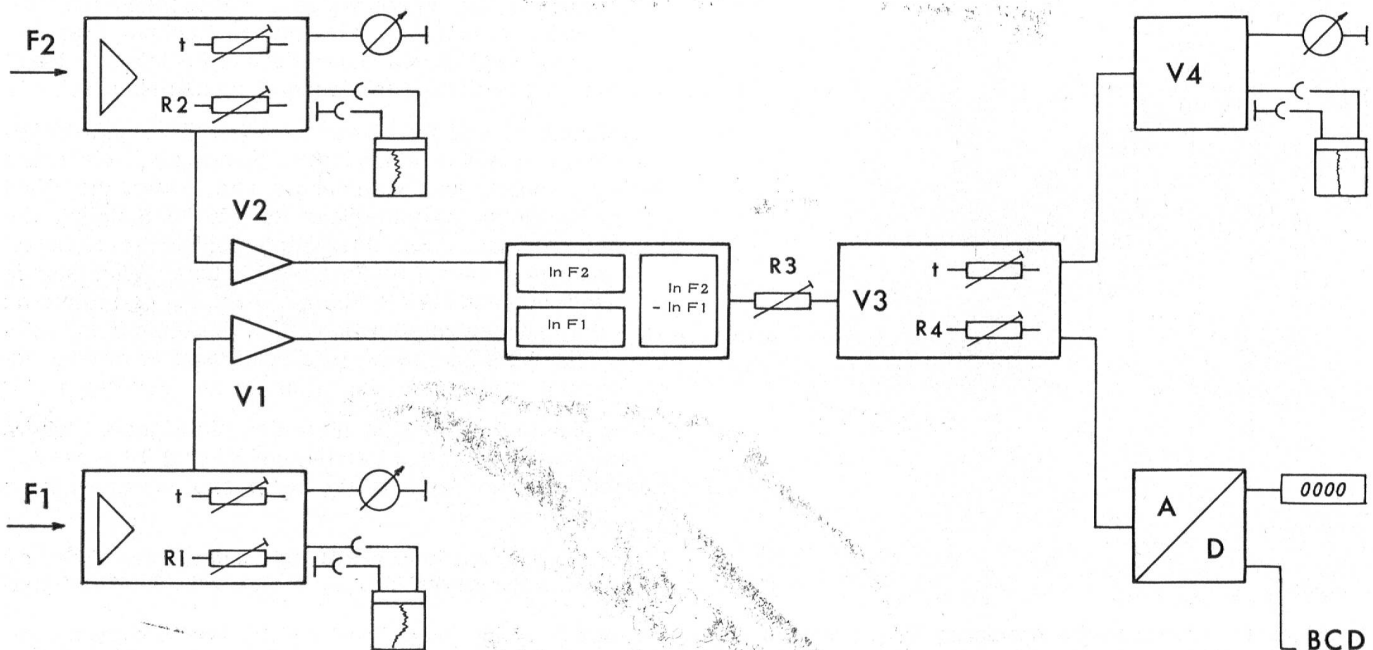 F2
t
R2
V4
V2
ln F2
ln F1
ln F2
- ln F1
R3
V3
t
R4
V1
F1
t
R1
A
D
0000
BCD